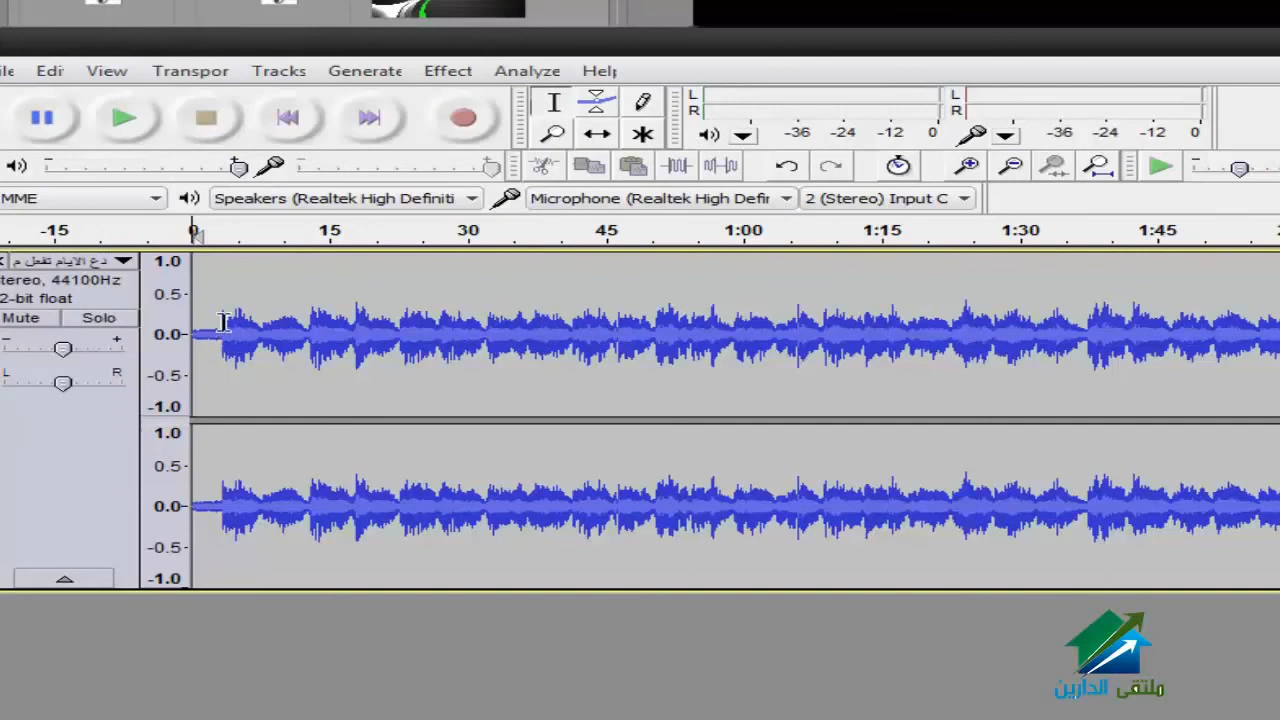 ile Edi View Transpor Tracks Generate Effect Analyze Help
L R L R
-36 -24 -12 0 -36 -24 -12 0
MME Speakers (Realtek High Definiti Microphone (Realtek High Defir 2 (Stereo) Input C
-15 0 15 30 45 1:00 1:15 1:30 1:45
دع الايام تفعل م
tereo, 44100Hz
2-bit float
Mute Solo
- +
L R
1.0
0.5
0.0
-0.5
-1.0
1.0
0.5
0.0
-0.5
-1.0
ملتقى الدارين